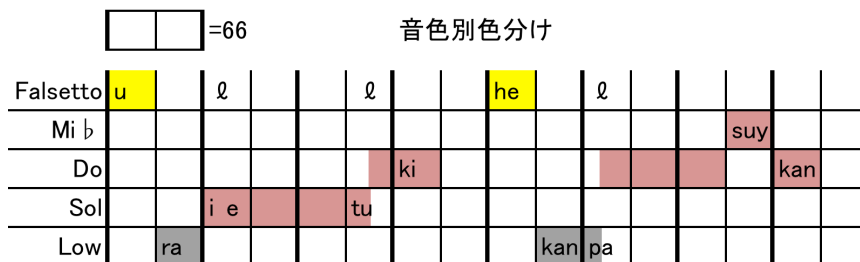 =66 音色別色分け
Falsetto u ℓ ℓ he ℓ
Mi♭ suy
Do ki kan
Sol i e tu
Low ra kan pa